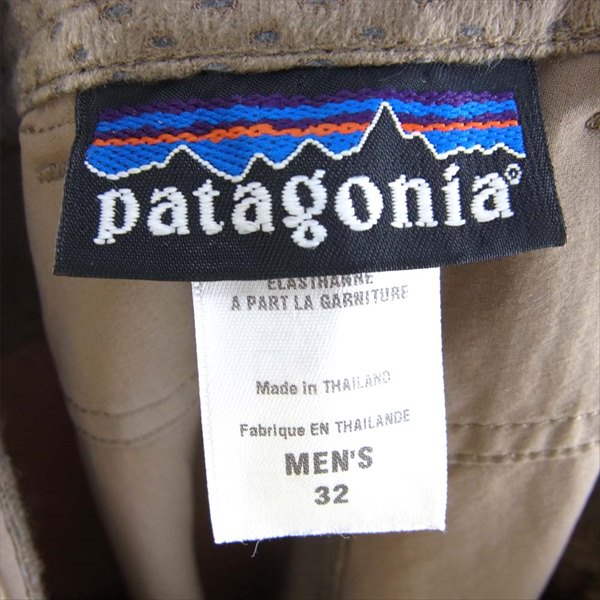 patagonia®
ELASTHANNE
A PART LA GARNITURE
Made in THAILAND
Fabrique EN THAILANDE
MEN'S
32